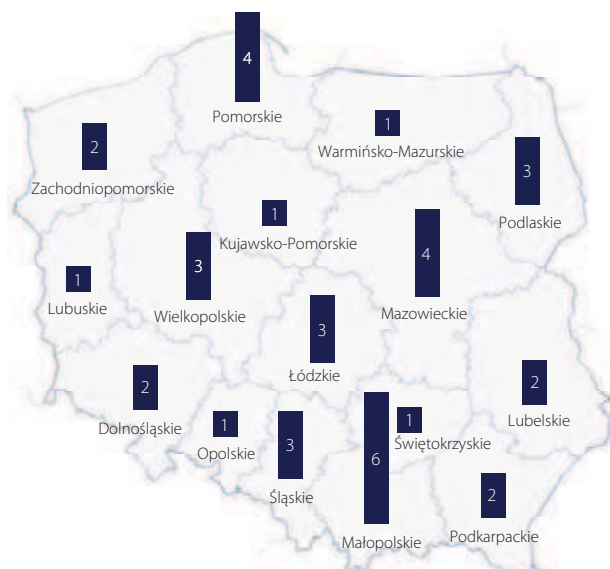 4
Pomorskie
1
Warmińsko-Mazurskie
2
Zachodniopomorskie
3
Podlaskie
1
Kujawsko-Pomorskie
4
Mazowieckie
3
Wielkopolskie
1
Lubuskie
3
Łódzkie
2
Dolnośląskie
2
Lubelskie
1
Opolskie
3
Śląskie
1
Świętokrzyskie
6
Małopolskie
2
Podkarpackie